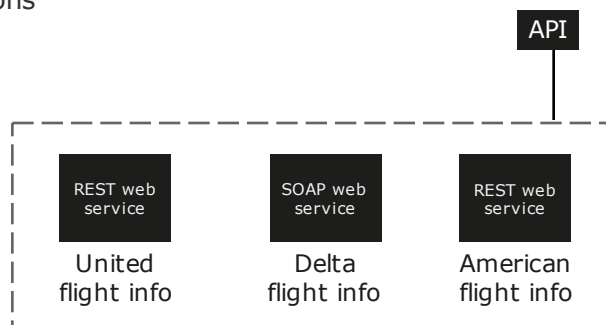 ons
API
REST web
service
SOAP web
service
REST web
service
United
flight info
Delta
flight info
American
flight info